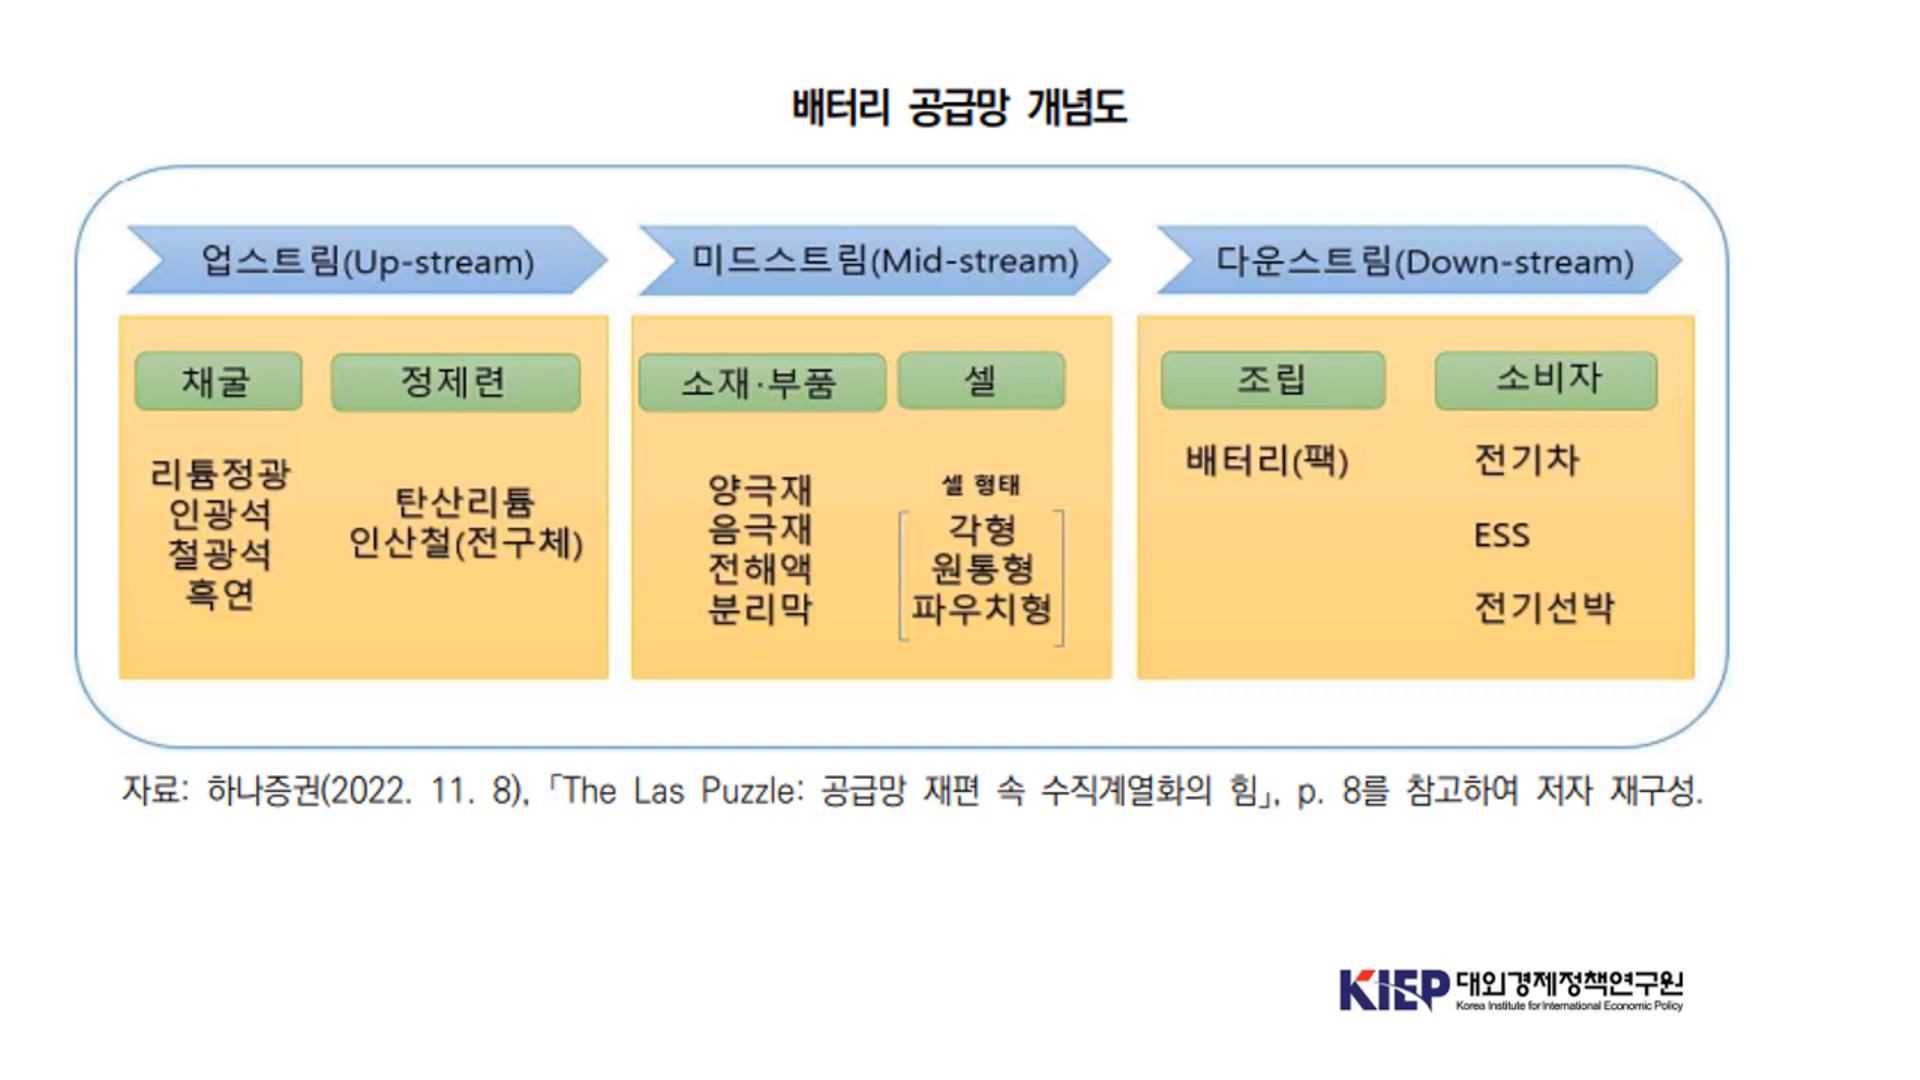 배터리 공급망 개념도
업스트림(Up-stream)
미드스트림(Mid-stream)
다운스트림(Down-stream)
채굴
정제련
소재·부품
셀
조립
소비자
리튬정광
인광석
철광석
흑연
탄산리튬
인산철(전구체)
양극재
음극재
전해액
분리막
셀 형태
각형
원통형
파우치형
배터리(팩)
전기차
ESS
전기선박
자료: 하나증권(2022. 11. 8), 「The Las Puzzle: 공급망 재편 속 수직계열화의 힘」, p. 8를 참고하여 저자 재구성.
KIEP 대외경제정책연구원
Korea Institute for International Economic Policy